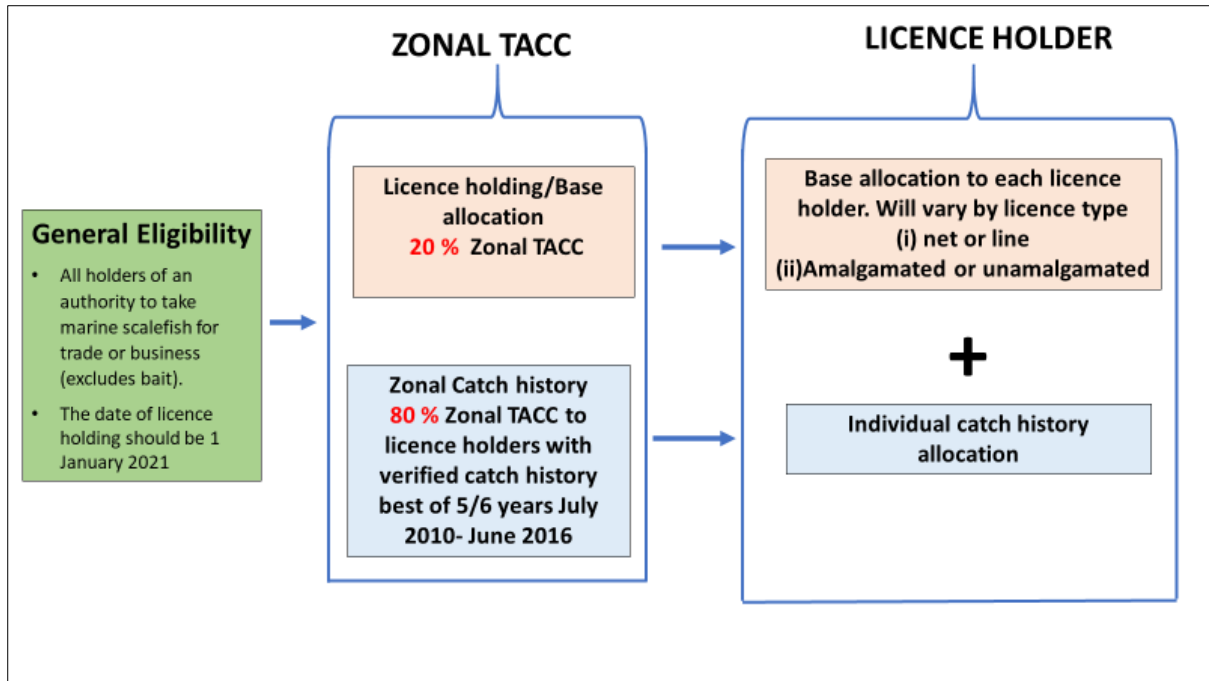 ZONAL TACC
LICENCE HOLDER
General Eligibility
• All holders of an
authority to take
marine scalefish for
trade or business
(excludes bait).
• The date of licence
holding should be 1
January 2021
Licence holding/Base
allocation
20 % Zonal TACC
Zonal Catch history
80 % Zonal TACC to
licence holders with
verified catch history
best of 5/6 years July
2010- June 2016
Base allocation to each licence
holder. Will vary by licence type
(i) net or line
(ii)Amalgamated or unamalgamated
+
Individual catch history
allocation